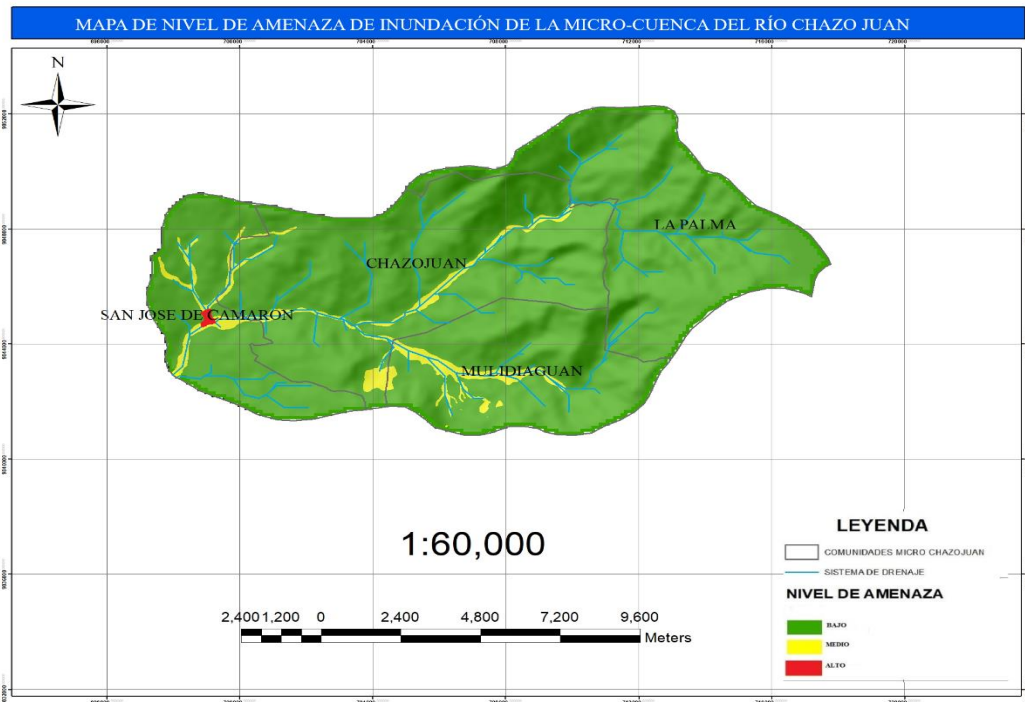 MAPA DE NIVEL DE AMENAZA DE INUNDACIÓN DE LA MICRO-CUENCA DEL RÍO CHAZO JUAN
N
LA PALMA
CHAZOJUAN
SAN JOSE DE CAMARON
MULIDIAGUAN
1:60,000
2,400 1,200 0 2,400 4,800 7,200 9,600
Meters
LEYENDA
COMUNIDADES MICRO CHAZOJUAN
SISTEMA DE DRENAJE
NIVEL DE AMENAZA
BAJO
MEDIO
ALTO